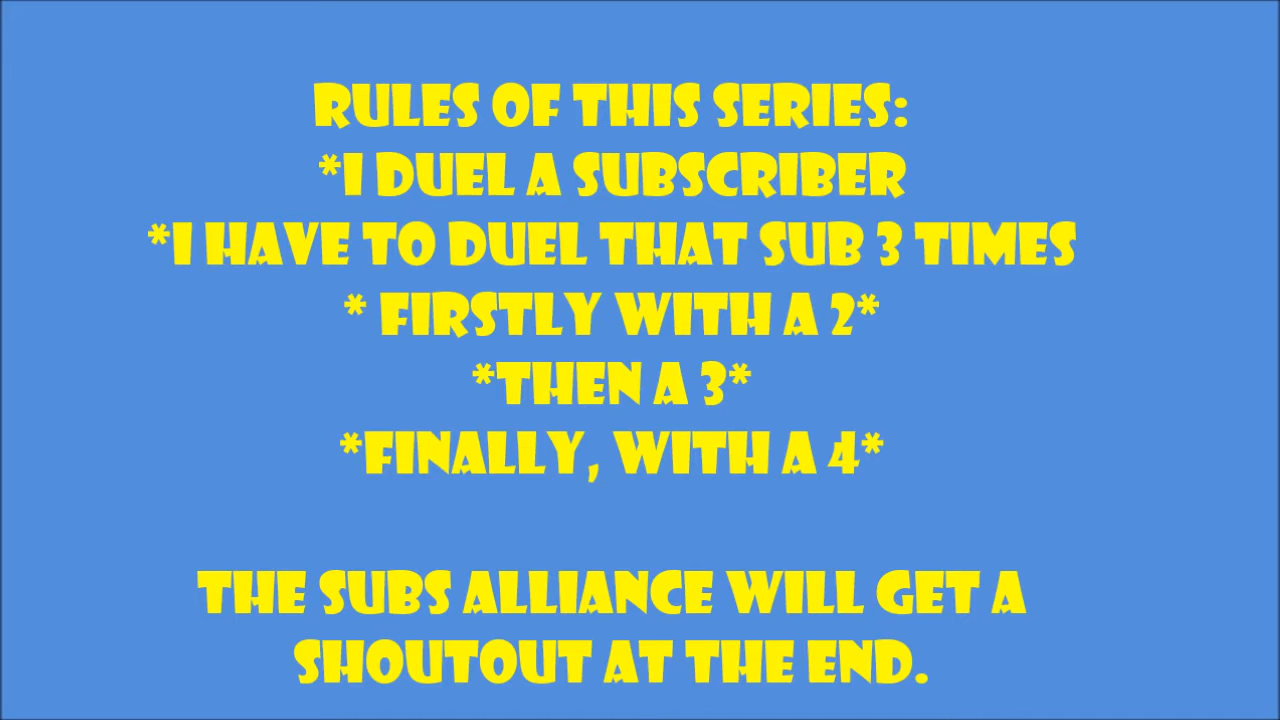 RULES OF THIS SERIES:
*I DUEL A SUBSCRIBER
*I HAVE TO DUEL THAT SUB 3 TIMES
* FIRSTLY WITH A 2*
*THEN A 3*
*FINALLY, WITH A 4*
THE SUBS ALLIANCE WILL GET A
SHOUTOUT AT THE END.